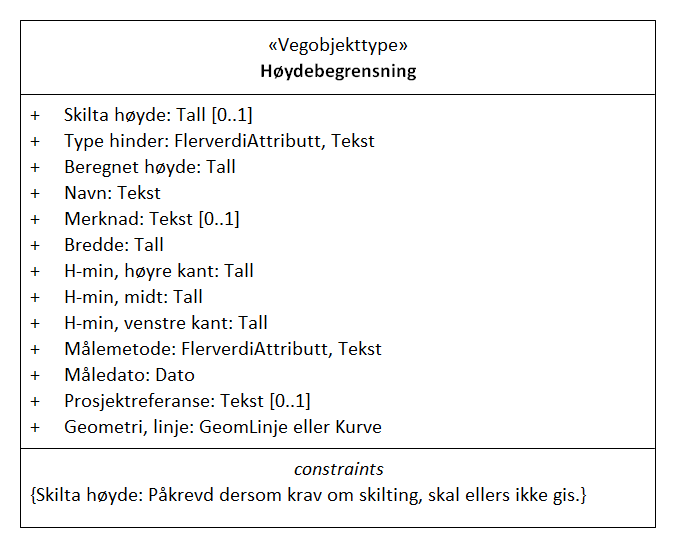 «Vegobjekttype»
Høydebegrensning
+ Skilta høyde: Tall [0..1]
+ Type hinder: FlerverdiAttributt, Tekst
+ Beregnet høyde: Tall
+ Navn: Tekst
+ Merknad: Tekst [0..1]
+ Bredde: Tall
+ H-min, høyre kant: Tall
+ H-min, midt: Tall
+ H-min, venstre kant: Tall
+ Målemetode: FlerverdiAttributt, Tekst
+ Måledato: Dato
+ Prosjektreferanse: Tekst [0..1]
+ Geometri, linje: GeomLinje eller Kurve
constraints
{Skilta høyde: Påkrevd dersom krav om skilting, skal ellers ikke gis.}